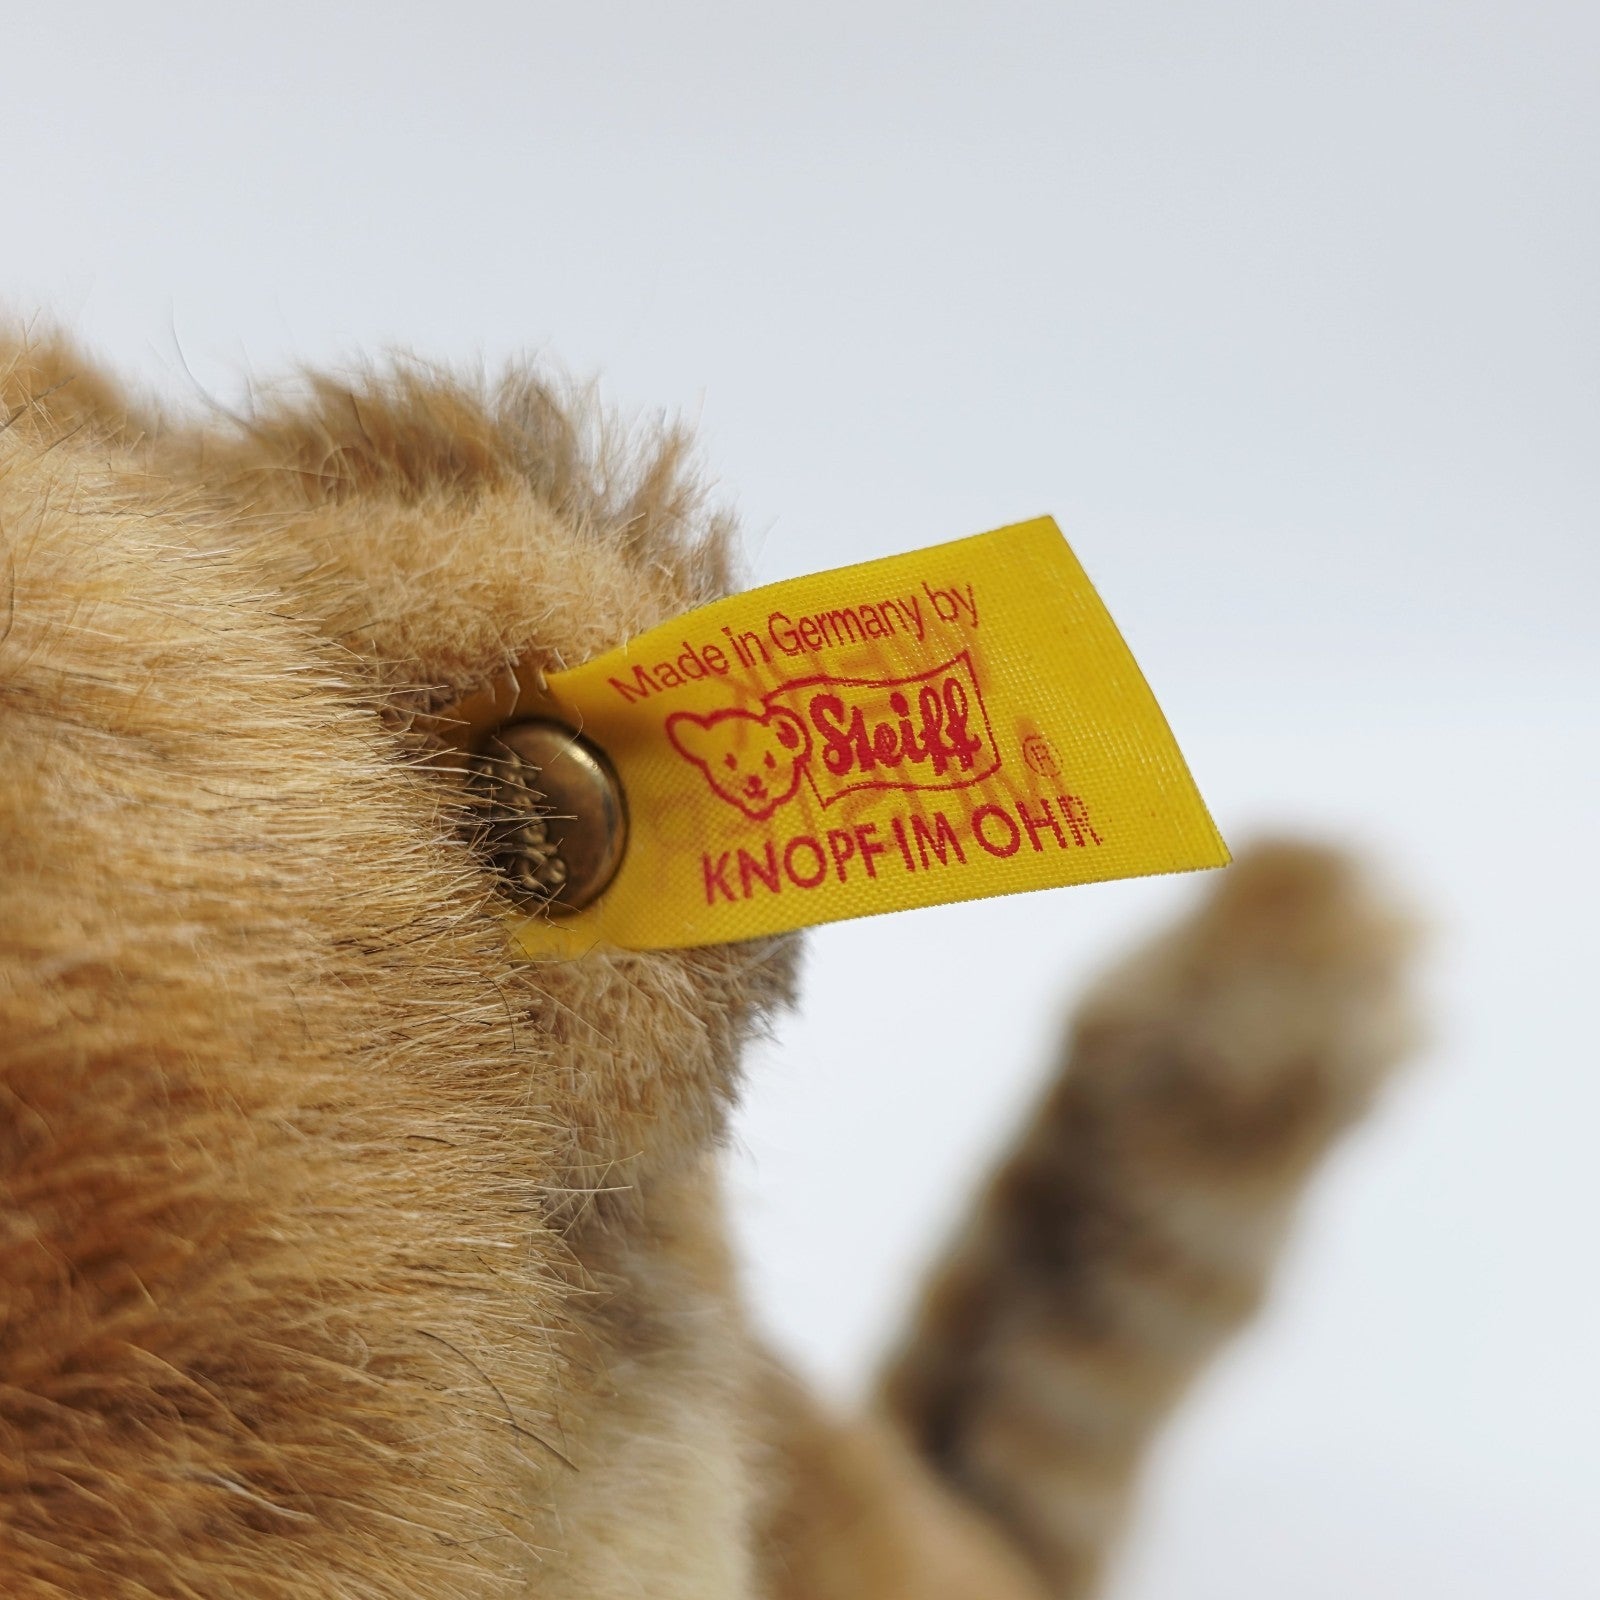 Made in Germany by
Steiff ®
KNOPF IM OHR